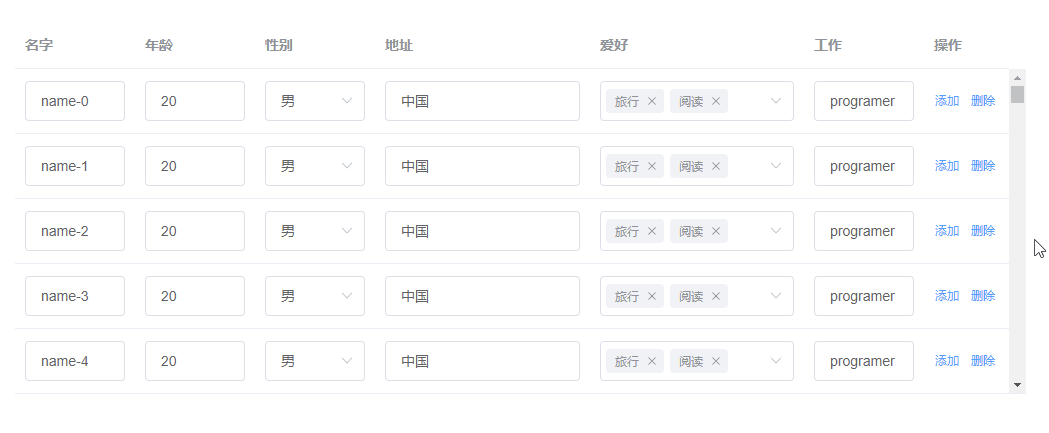 名字 年龄 性别 地址 爱好 工作 操作
name-0 20 男 中国 旅行 阅读 programer 添加 删除
name-1 20 男 中国 旅行 阅读 programer 添加 删除
name-2 20 男 中国 旅行 阅读 programer 添加 删除
name-3 20 男 中国 旅行 阅读 programer 添加 删除
name-4 20 男 中国 旅行 阅读 programer 添加 删除